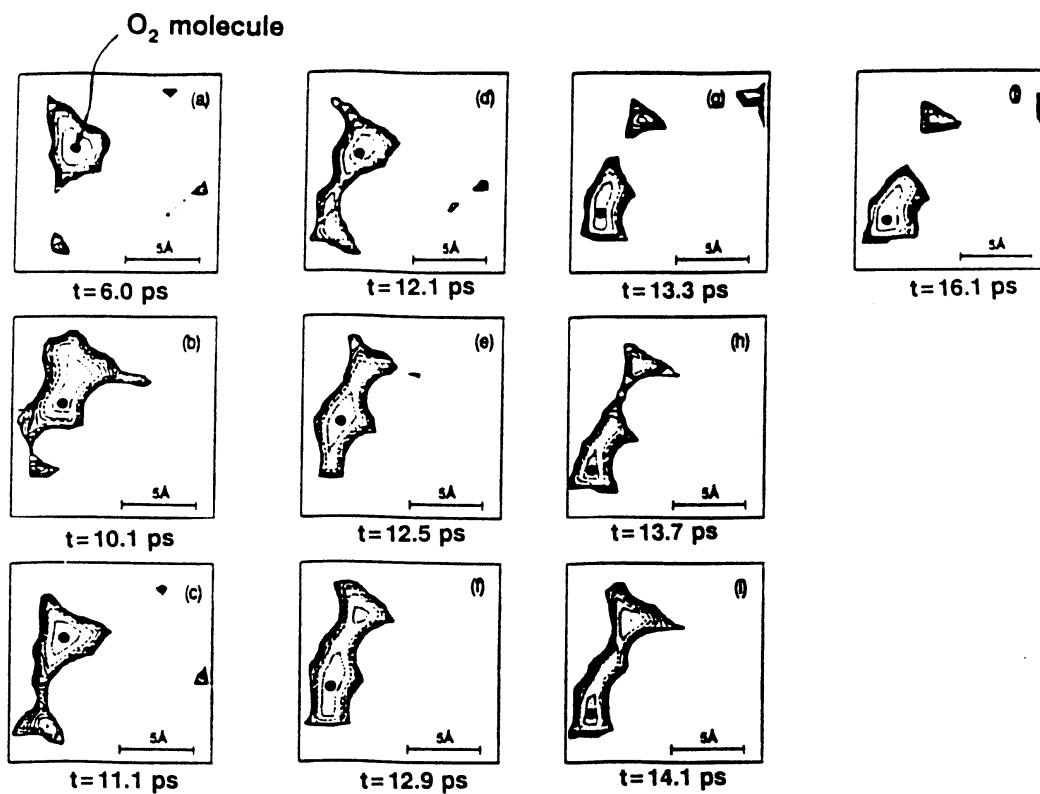 O₂ molecule
(a)
5Å
t=6.0 ps
(b)
5Å
t=10.1 ps
(c)
5Å
t=11.1 ps
(d)
5Å
t=12.1 ps
(e)
5Å
t=12.5 ps
(f)
5Å
t=12.9 ps
(g)
5Å
t=13.3 ps
(h)
5Å
t=13.7 ps
(i)
5Å
t=14.1 ps
5Å
t=16.1 ps